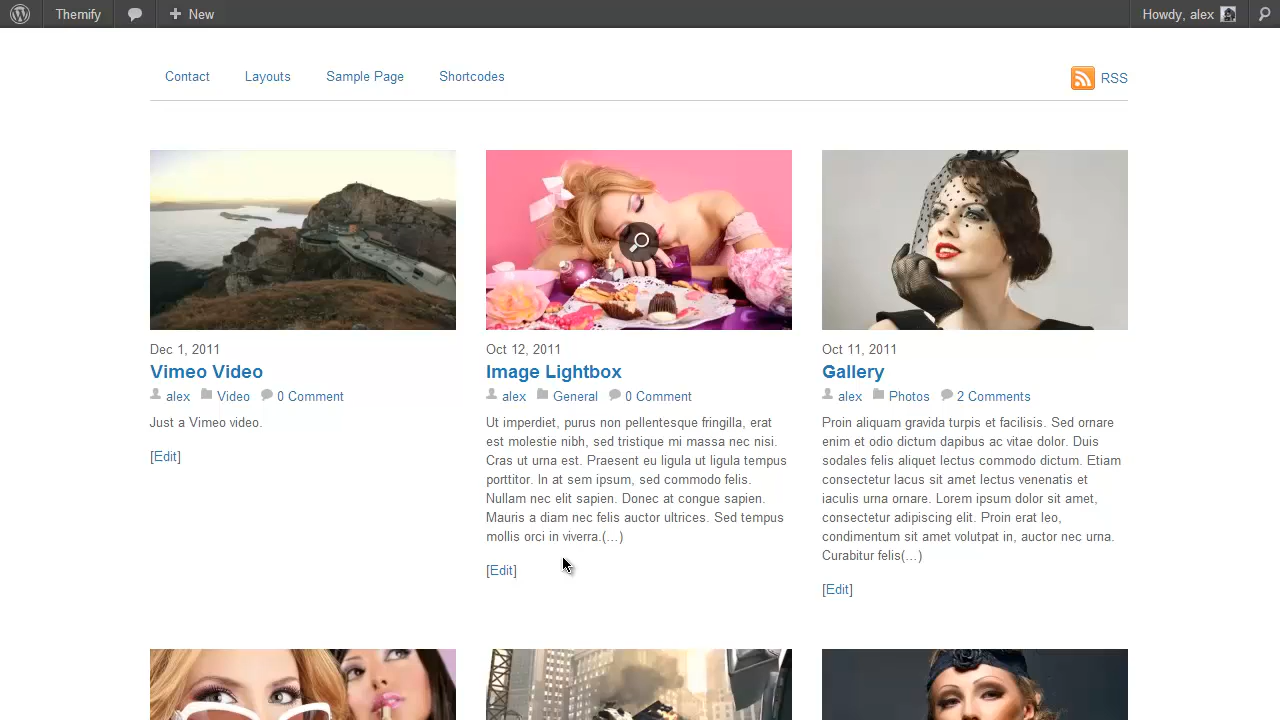 Themify New Howdy, alex
Contact Layouts Sample Page Shortcodes RSS
Dec 1, 2011
Vimeo Video
alex Video 0 Comment
Just a Vimeo video.
[Edit]
Oct 12, 2011
Image Lightbox
alex General 0 Comment
Ut imperdiet, purus non pellentesque fringilla, erat
est molestie nibh, sed tristique mi massa nec nisi.
Cras ut urna est. Praesent eu ligula ut ligula tempus
porttitor. In at sem ipsum, sed commodo felis.
Nullam nec elit sapien. Donec at congue sapien.
Mauris a diam nec felis auctor ultrices. Sed tempus
mollis orci in viverra.(...)
[Edit]
Oct 11, 2011
Gallery
alex Photos 2 Comments
Proin aliquam gravida turpis et facilisis. Sed ornare
enim et odio dictum dapibus ac vitae dolor. Duis
sodales felis aliquet lectus commodo dictum. Etiam
consectetur lacus sit amet lectus venenatis et
iaculis urna ornare. Lorem ipsum dolor sit amet,
consectetur adipiscing elit. Proin erat leo,
condimentum sit amet volutpat in, auctor nec urna.
Curabitur felis(...)
[Edit]